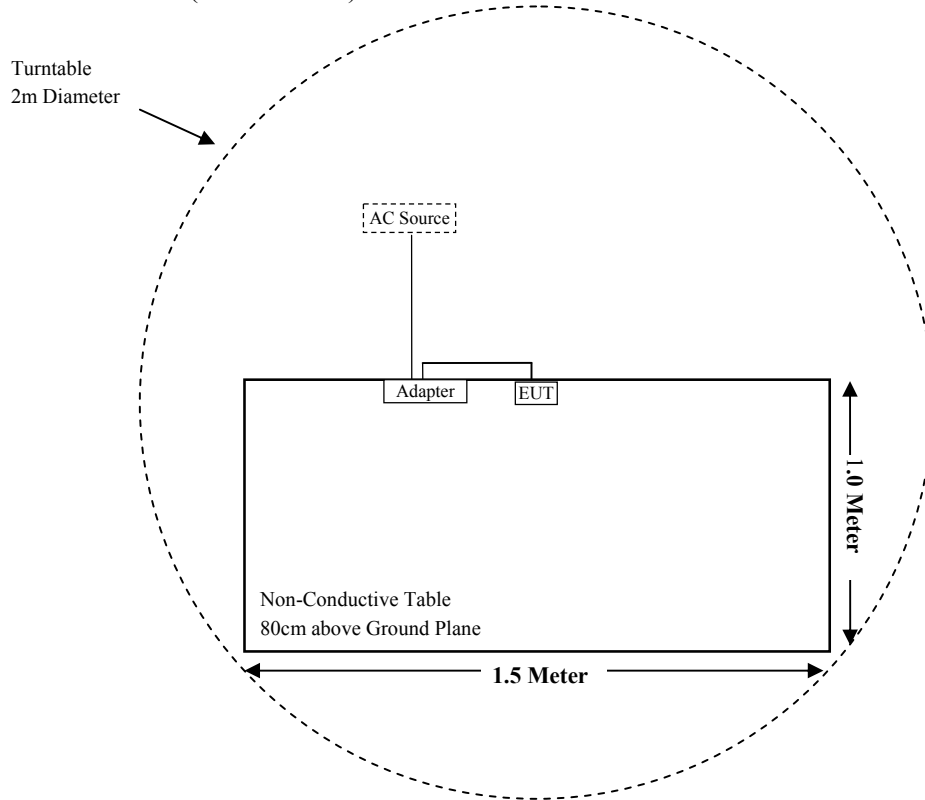 Turntable
2m Diameter
AC Source
Adapter
EUT
1.0 Meter
Non-Conductive Table
80cm above Ground Plane
1.5 Meter